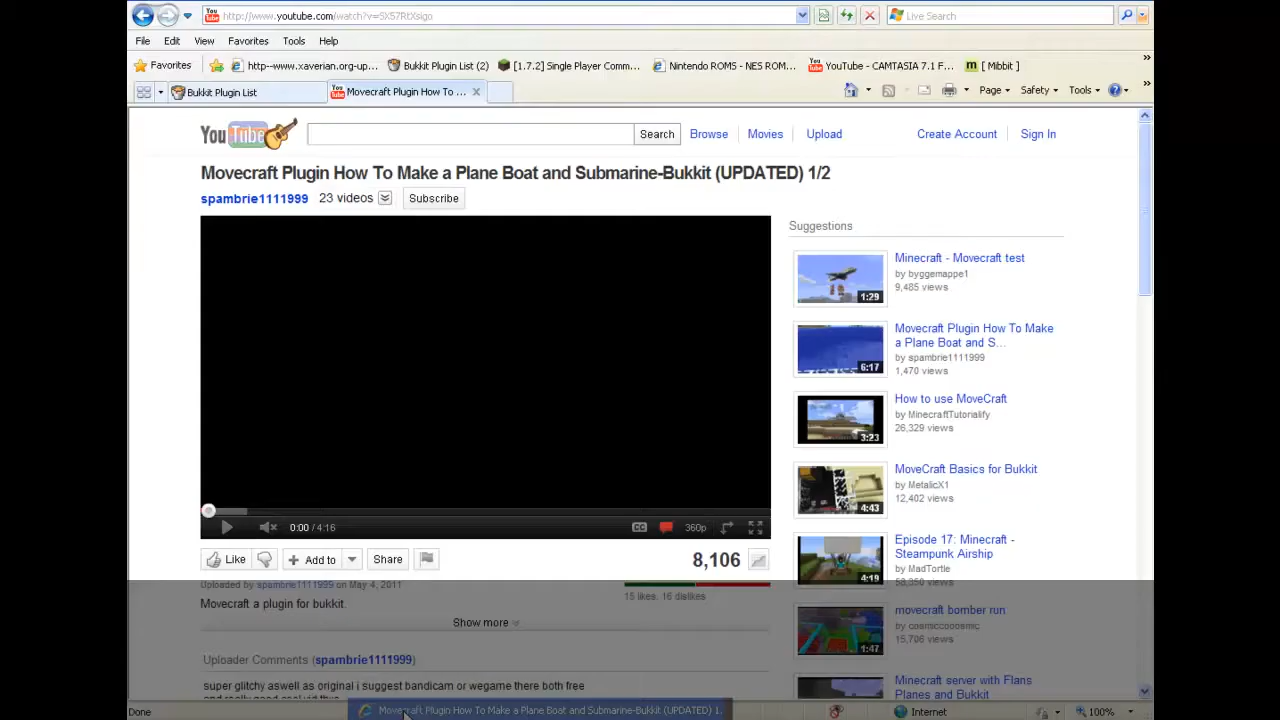 http://www.youtube.com/watch?v=SX57RtXsigo
Live Search
File Edit View Favorites Tools Help
Favorites http--www.xaverian.org-up... Bukkit Plugin List (2) [1.7.2] Single Player Comm... Nintendo ROMS - NES ROM... YouTube - CAMTASIA 7.1 F... [ Mibbit ]
Bukkit Plugin List Movecraft Plugin How To ... Page Safety Tools
YouTube Search Browse Movies Upload Create Account Sign In
Movecraft Plugin How To Make a Plane Boat and Submarine-Bukkit (UPDATED) 1/2
spambrie1111999 23 videos Subscribe
0:00 / 4:16 CC 360p
Like Add to Share 8,106
Uploaded by spambrie1111999 on May 4, 2011
15 likes, 16 dislikes
Movecraft a plugin for bukkit.
Show more
Uploader Comments (spambrie1111999)
super glitchy aswell as original i suggest bandicam or wegame there both free
Suggestions
1:29
Minecraft - Movecraft test
by byggemappe1
9,485 views
6:17
Movecraft Plugin How To Make
a Plane Boat and S...
by spambrie1111999
1,470 views
3:23
How to use MoveCraft
by MinecraftTutorialify
26,329 views
4:43
MoveCraft Basics for Bukkit
by MetalicX1
12,402 views
4:19
Episode 17: Minecraft -
Steampunk Airship
by MadTortle
58,350 views
1:47
movecraft bomber run
15,706 views
Minecraft server with Flans
Planes and Bukkit
Done Movecraft Plugin How To Make a Plane Boat and Submarine-Bukkit (UPDATED) 1... Internet 100%